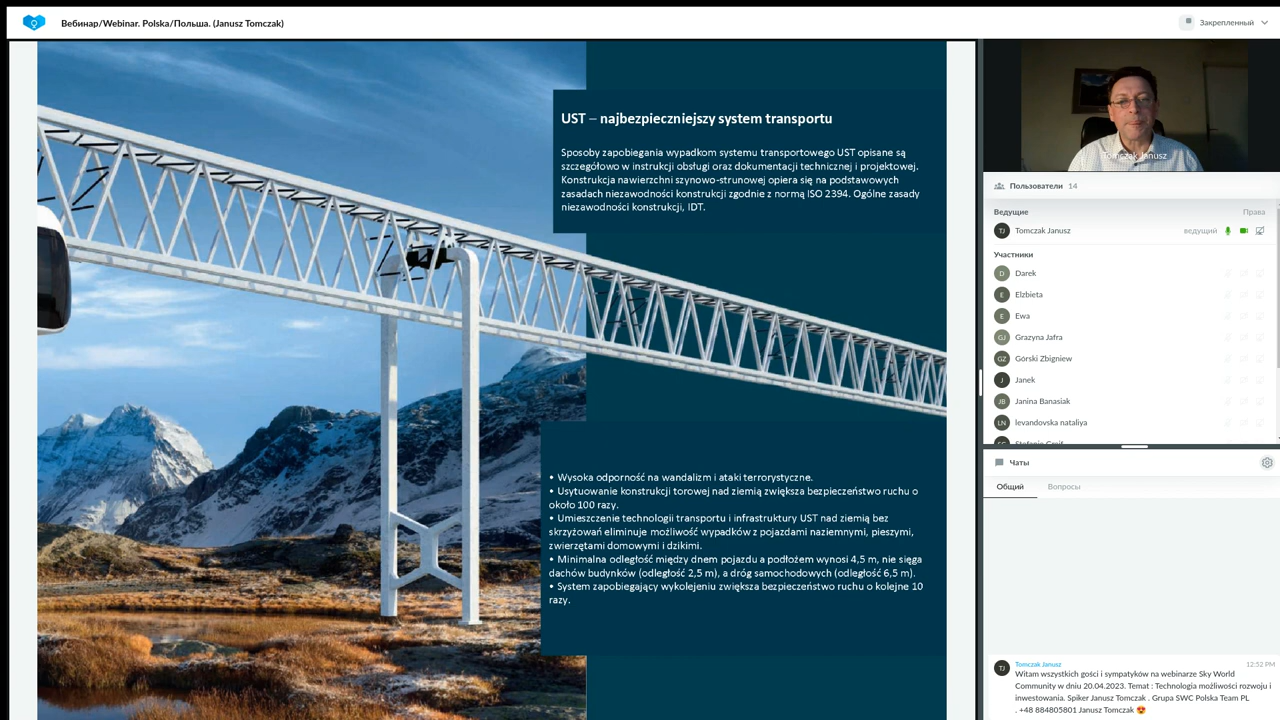 Вебинар/Webinar. Polska/Польша. (Janusz Tomczak)
Закрепленный
UST – najbezpieczniejszy system transportu
Sposoby zapobiegania wypadkom systemu transportowego UST opisane są
szczegółowo w instrukcji obsługi oraz dokumentacji technicznej i projektowej.
Konstrukcja nawierzchni szynowo-strunowej opiera się na podstawowych
zasadach niezawodności konstrukcji zgodnie z normą ISO 2394. Ogólne zasady
niezawodności konstrukcji, IDT.
• Wysoka odporność na wandalizm i ataki terrorystyczne.
• Usytuowanie konstrukcji torowej nad ziemią zwiększa bezpieczeństwo ruchu o
około 100 razy.
• Umieszczenie technologii transportu i infrastruktury UST nad ziemią bez
skrzyżowań eliminuje możliwość wypadków z pojazdami naziemnymi, pieszymi,
zwierzętami domowymi i dzikimi.
• Minimalna odległość między dnem pojazdu a podłożem wynosi 4,5 m, nie sięga
dachów budynków (odległość 2,5 m), a dróg samochodowych (odległość 6,5 m).
• System zapobiegający wykolejeniu zwiększa bezpieczeństwo ruchu o kolejne 10
razy.
Tomczak Janusz
Пользователи 14
Ведущие Права
TJ Tomczak Janusz ведущий
Участники
D Darek
E Elzbieta
E Ewa
GJ Grazyna Jafra
GZ Górski Zbigniew
J Janek
JB Janina Banasiak
LN levandovska nataliya
Чаты
Общий Вопросы
TJ Tomczak Janusz 12:52 PM
Witam wszystkich gości i sympatyków na webinarze Sky World
Community w dniu 20.04.2023. Temat : Technologia możliwości rozwoju i
inwestowania. Spiker Janusz Tomczak . Grupa SWC Polska Team PL
. +48 884805801 Janusz Tomczak 😍